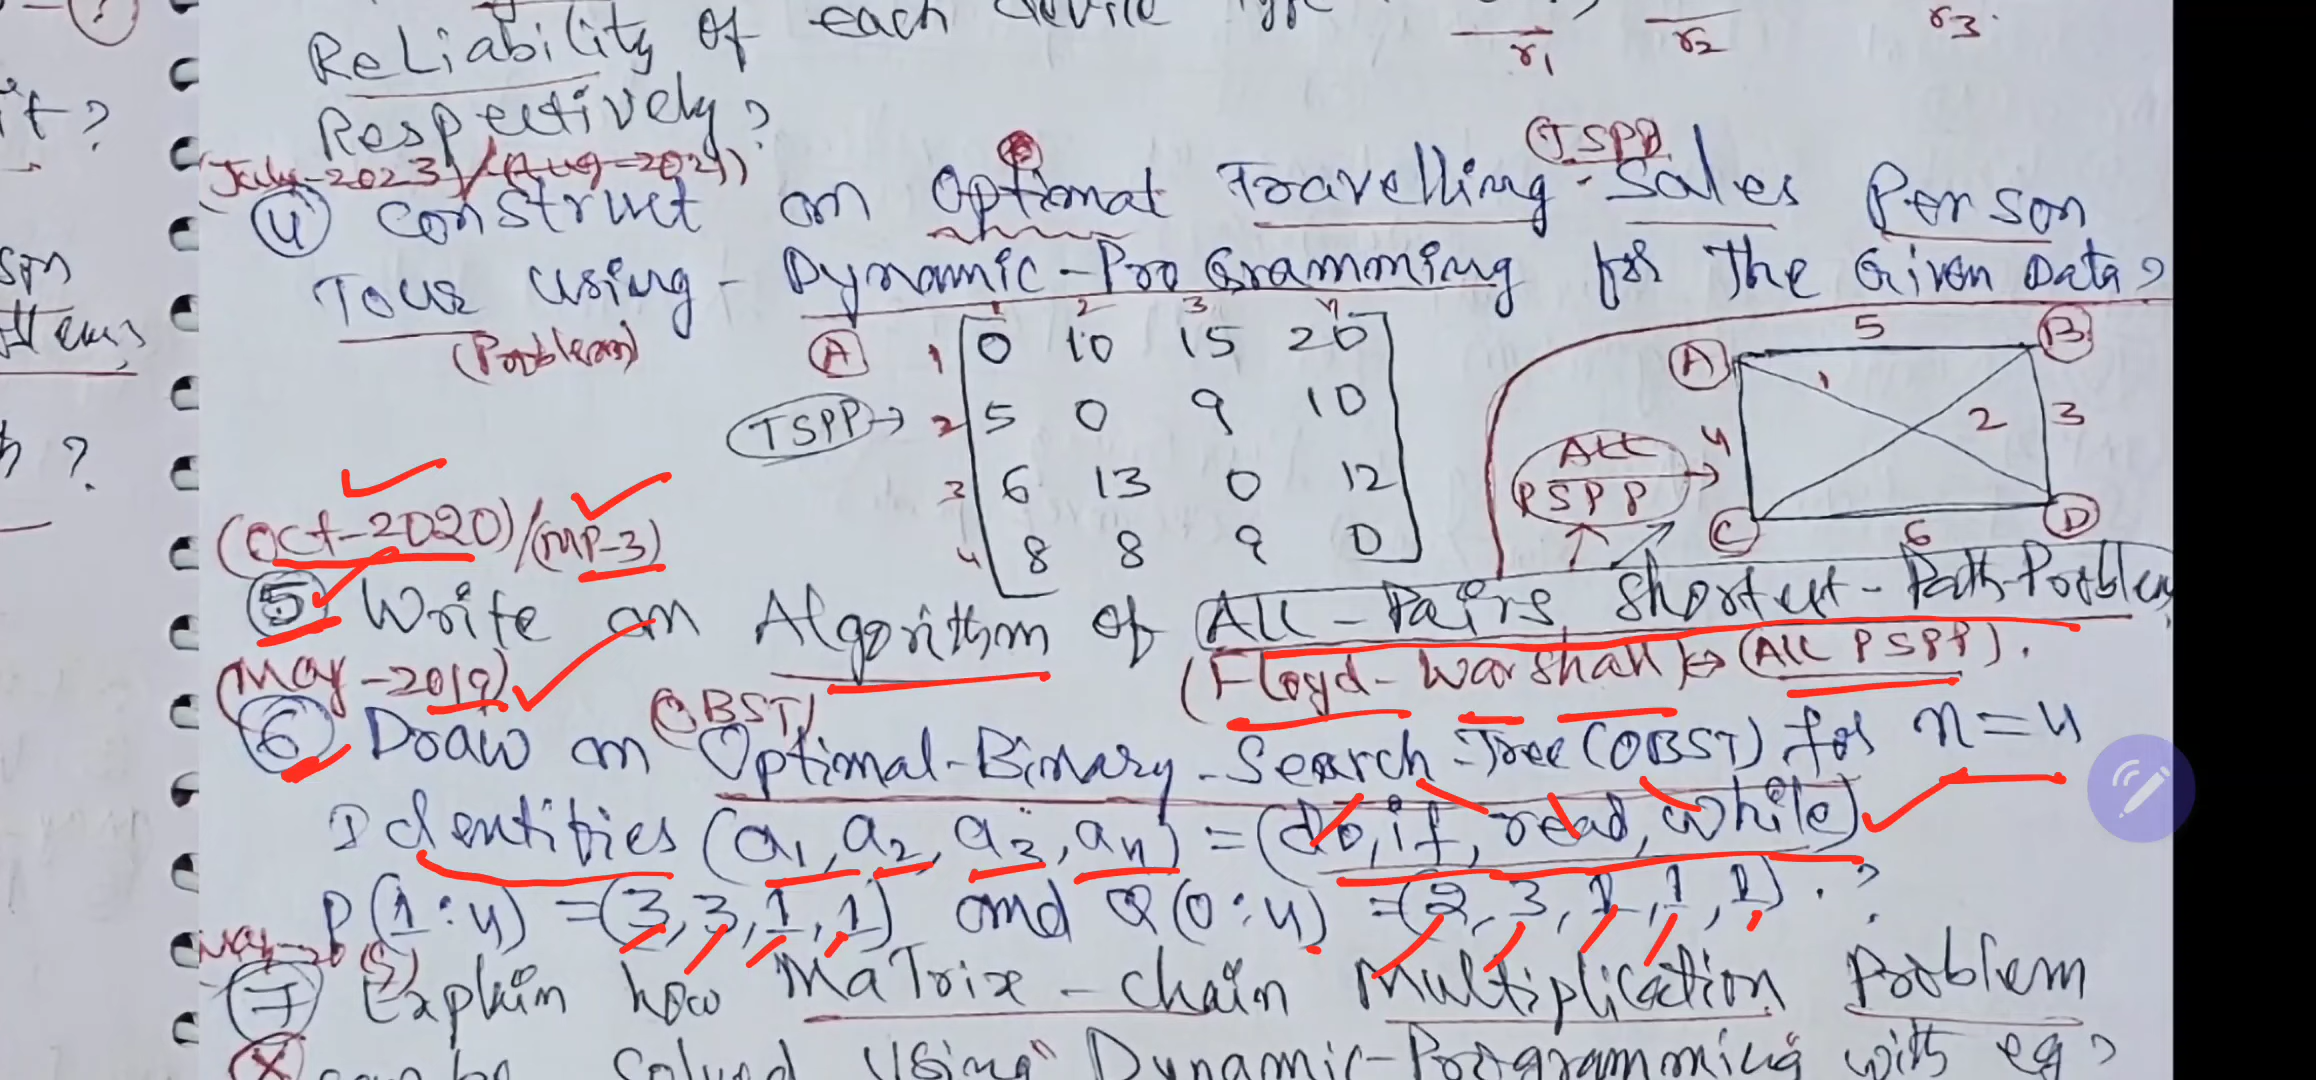 Reliability of each device Type
r1 r2 r3.
Respectively?
(July-2023)/(Aug-2021)
(TSPP)
(4) Construct an Optimal Travelling-Sales Person
Tour using - Dynamic-Programming for The Given Data?
(Problem)
1 2 3 4
(A) 1 0 10 15 20
TSPP → 2 5 0 9 10
3 6 13 0 12
4 8 8 9 0
A 5 B
1 2 3
4
All PSPP →
C 6 D
(Oct-2020)/(MP-3)
(5) Write an Algorithm of All-Pairs Shortest-Path-Problem
(Floyd-Warshall) ↔ (All PSPP).
(May-2019)
(OBST)
(6) Draw an Optimal-Binary-Search-Tree (OBST) for n=4
Identities (a1, a2, a3, a4) = (do, if, read, while)
P(1:4) = (3, 3, 1, 1) and Q(0:4) = (2, 3, 1, 1, 1).?
(7) Explain how MaTrix-chain Multiplication Problem
can be solved using Dynamic-Programming with eg?
it?